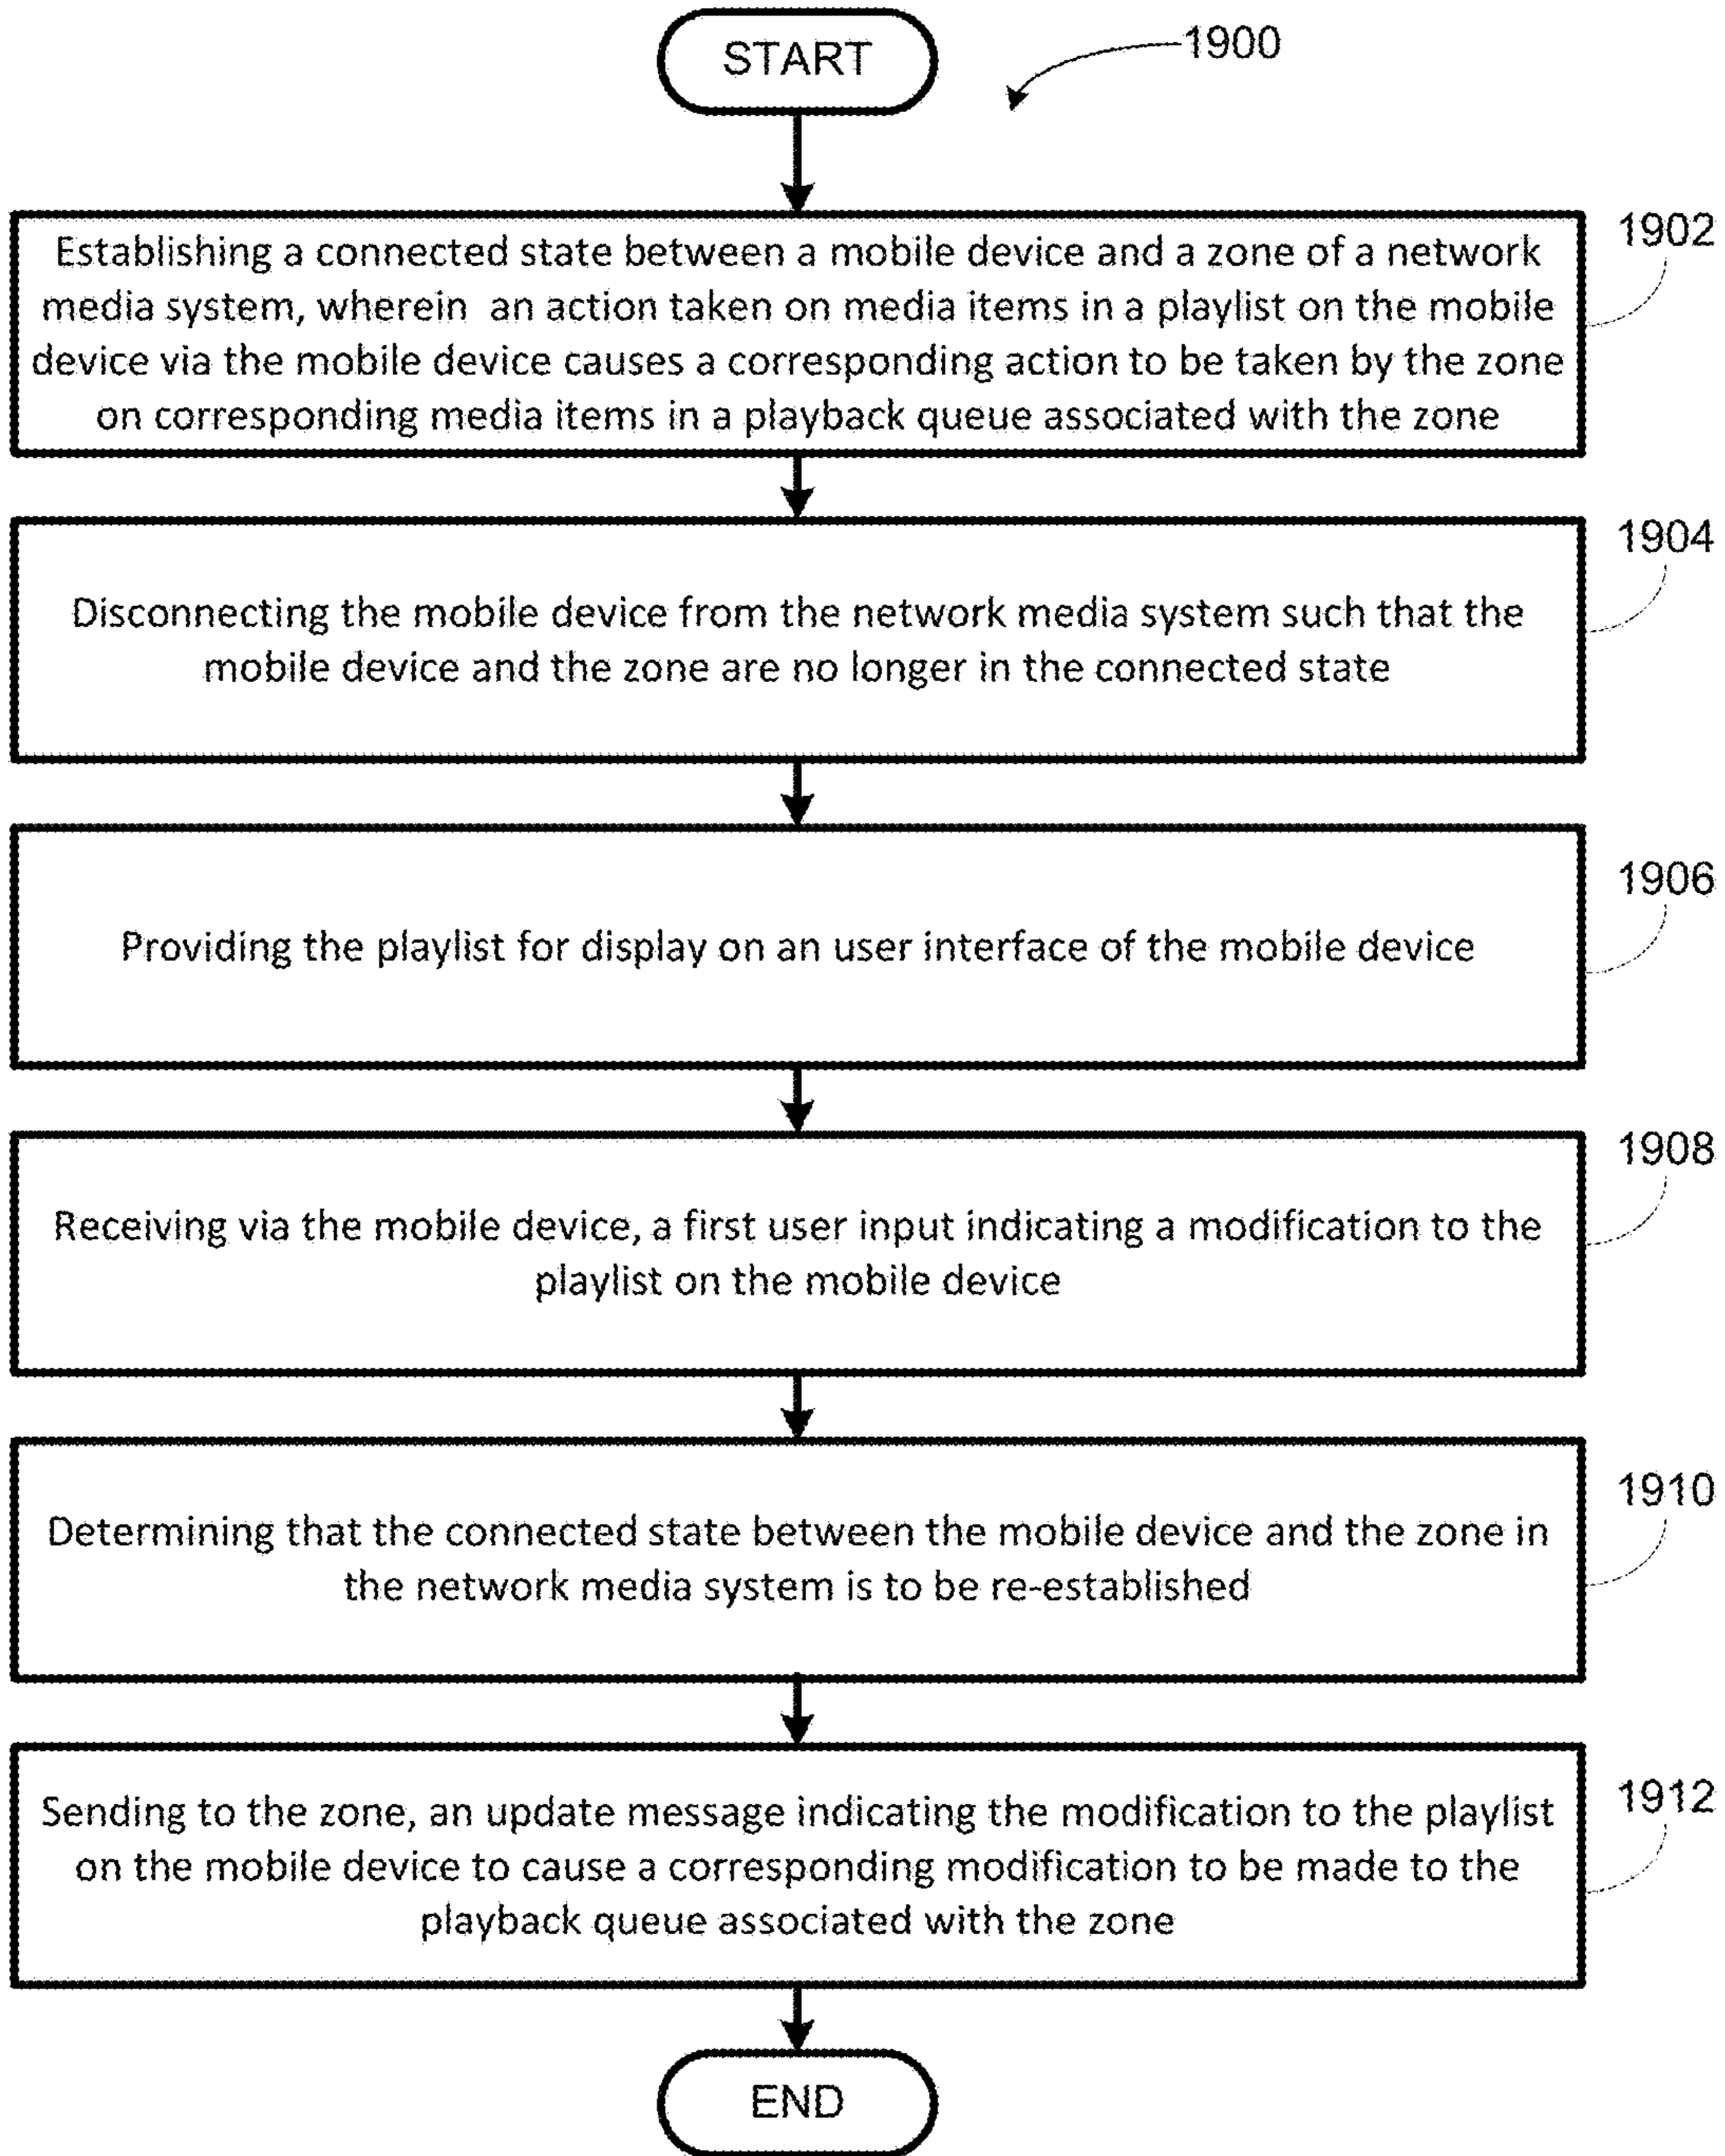 START
1900
Establishing a connected state between a mobile device and a zone of a network
media system, wherein an action taken on media items in a playlist on the mobile
device via the mobile device causes a corresponding action to be taken by the zone
on corresponding media items in a playback queue associated with the zone
1902
Disconnecting the mobile device from the network media system such that the
mobile device and the zone are no longer in the connected state
1904
Providing the playlist for display on an user interface of the mobile device
1906
Receiving via the mobile device, a first user input indicating a modification to the
playlist on the mobile device
1908
Determining that the connected state between the mobile device and the zone in
the network media system is to be re-established
1910
Sending to the zone, an update message indicating the modification to the playlist
on the mobile device to cause a corresponding modification to be made to the
playback queue associated with the zone
1912
END